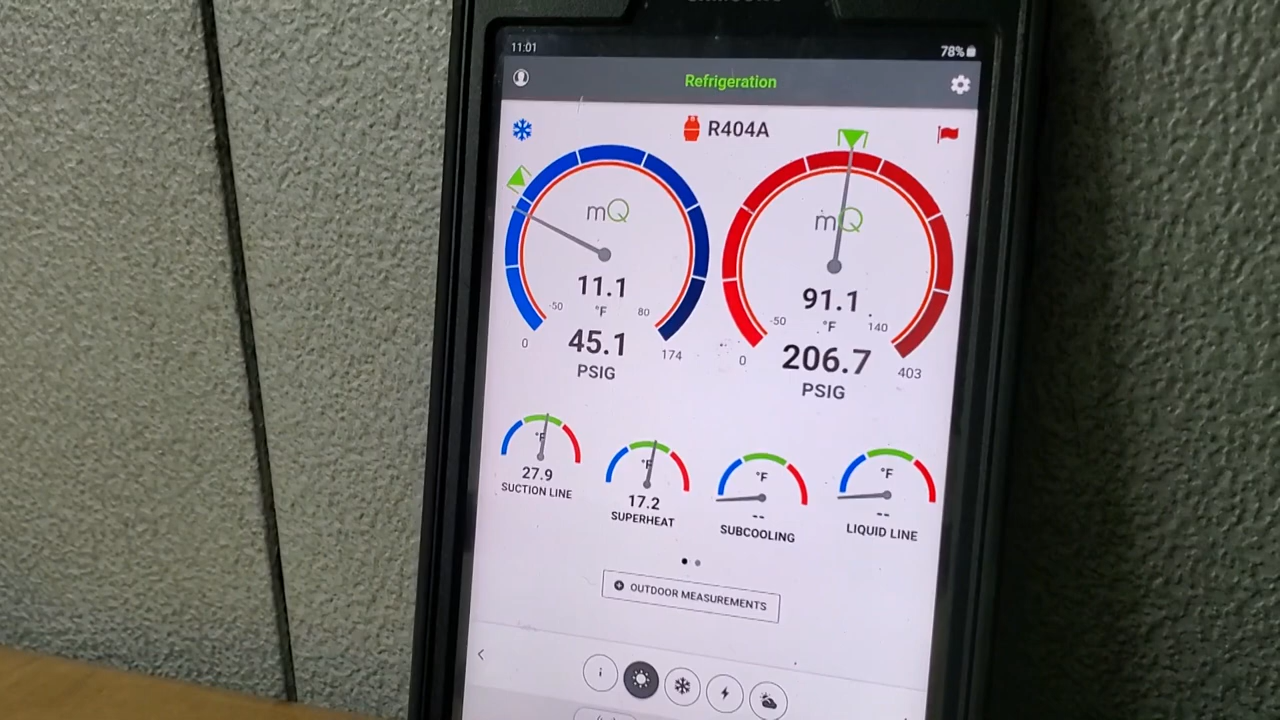 11:01
78%
Refrigeration
R404A
mQ
11.1
°F
-50
80
45.1
0
174
PSIG
mQ
91.1
°F
-50
140
206.7
0
403
PSIG
°F
27.9
SUCTION LINE
°F
17.2
SUPERHEAT
°F
--
SUBCOOLING
°F
--
LIQUID LINE
OUTDOOR MEASUREMENTS
i